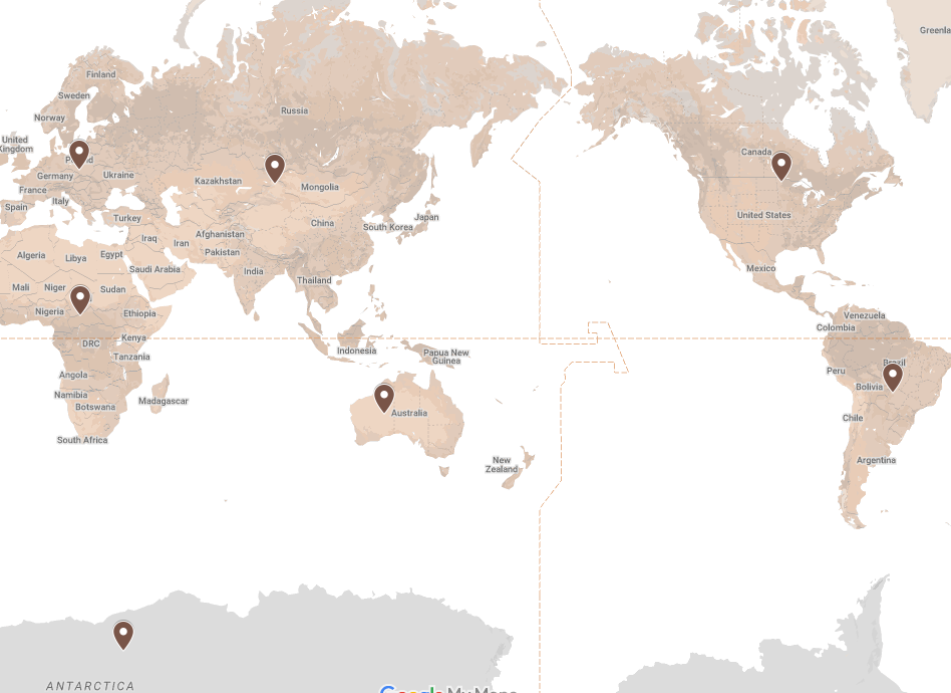 Greenla
Finland
Sweden
Russia
Norway
United
Kingdom
Canada
Poland
Germany
Ukraine
Kazakhstan
Mongolia
France
Italy
Spain
Turkey
Japan
United States
China
South Korea
Iraq
Iran
Afghanistan
Algeria
Libya
Egypt
Pakistan
Saudi Arabia
India
Mexico
Thailand
Mali
Niger
Sudan
Nigeria
Ethiopia
Venezuela
Colombia
Kenya
DRC
Indonesia
Papua New
Guinea
Tanzania
Brazil
Peru
Angola
Bolivia
Namibia
Botswana
Madagascar
Australia
Chile
South Africa
New
Zealand
Argentina
ANTARCTICA
Google My Maps